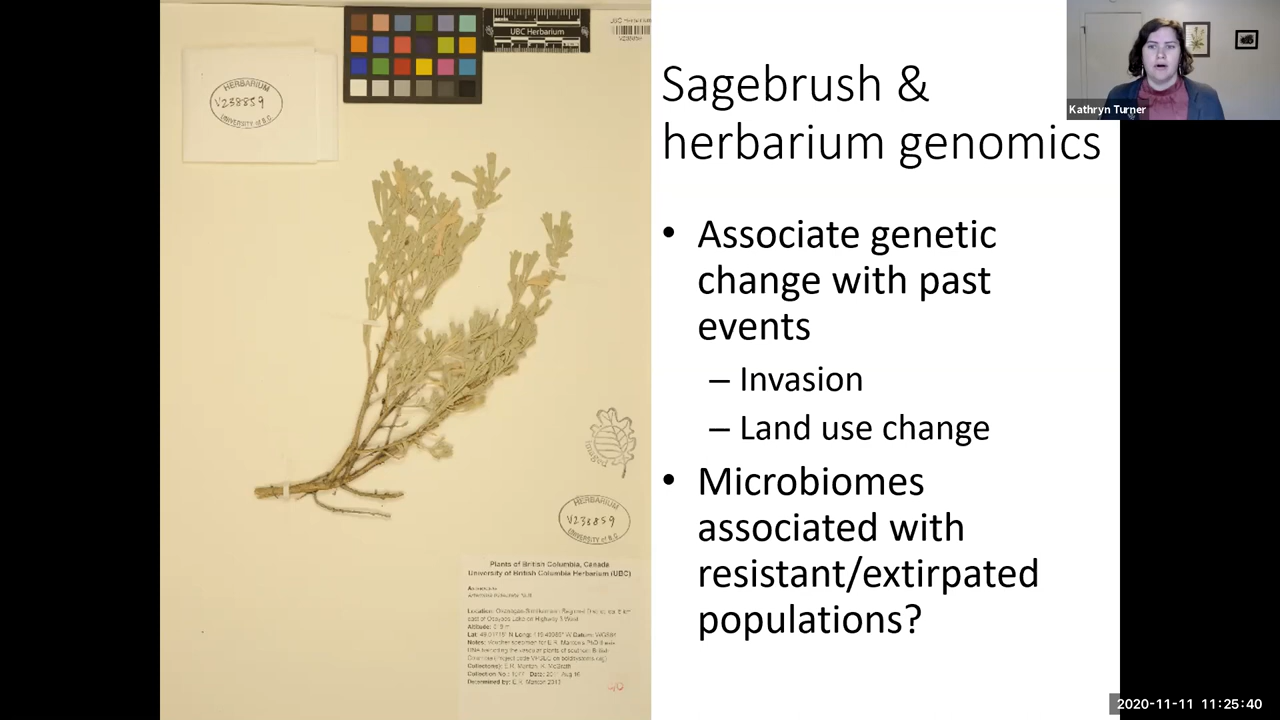 HERBARIUM
V238859
UNIVERSITY of B.C.
UBC Herbarium
Sagebrush &
herbarium genomics
Kathryn Turner
• Associate genetic
change with past
events
– Invasion
– Land use change
• Microbiomes
associated with
resistant/extirpated
populations?
HERBARIUM
V238859
UNIVERSITY of B.C.
Plants of British Columbia, Canada
University of British Columbia Herbarium (UBC)
2020-11-11 11:25:40